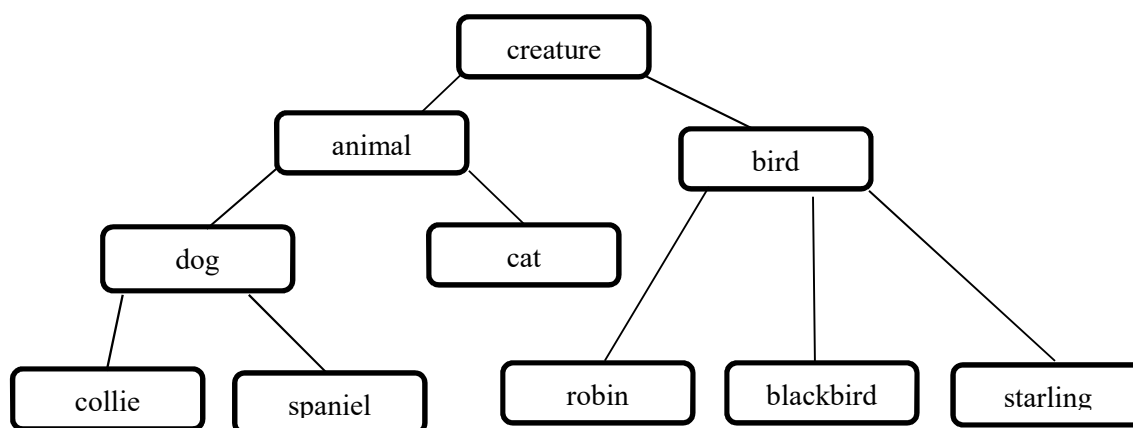 creature
animal
bird
dog
cat
collie
spaniel
robin
blackbird
starling